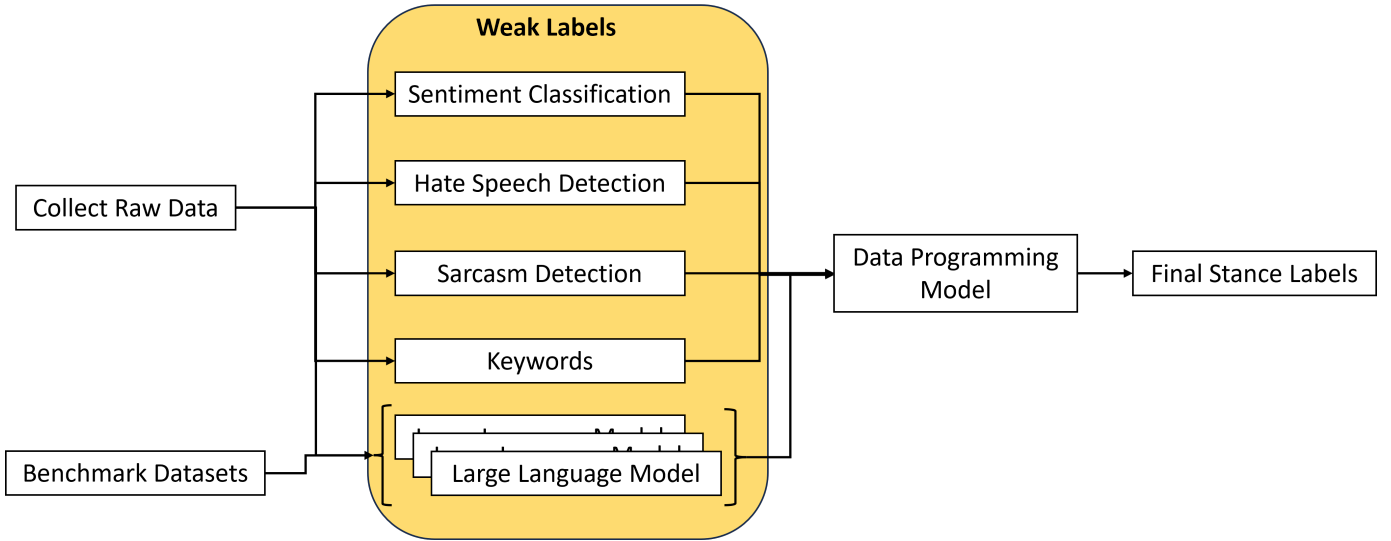 Weak Labels
Sentiment Classification
Hate Speech Detection
Collect Raw Data
Sarcasm Detection
Data Programming
Model
Final Stance Labels
Keywords
Benchmark Datasets
Large Language Model